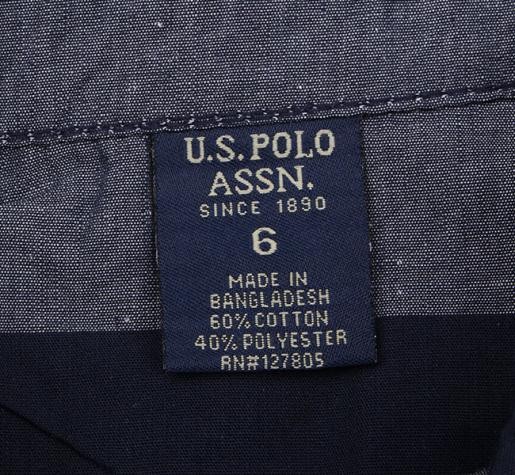 U.S. POLO
ASSN.
SINCE 1890
6
MADE IN
BANGLADESH
60% COTTON
40% POLYESTER
RN#127805